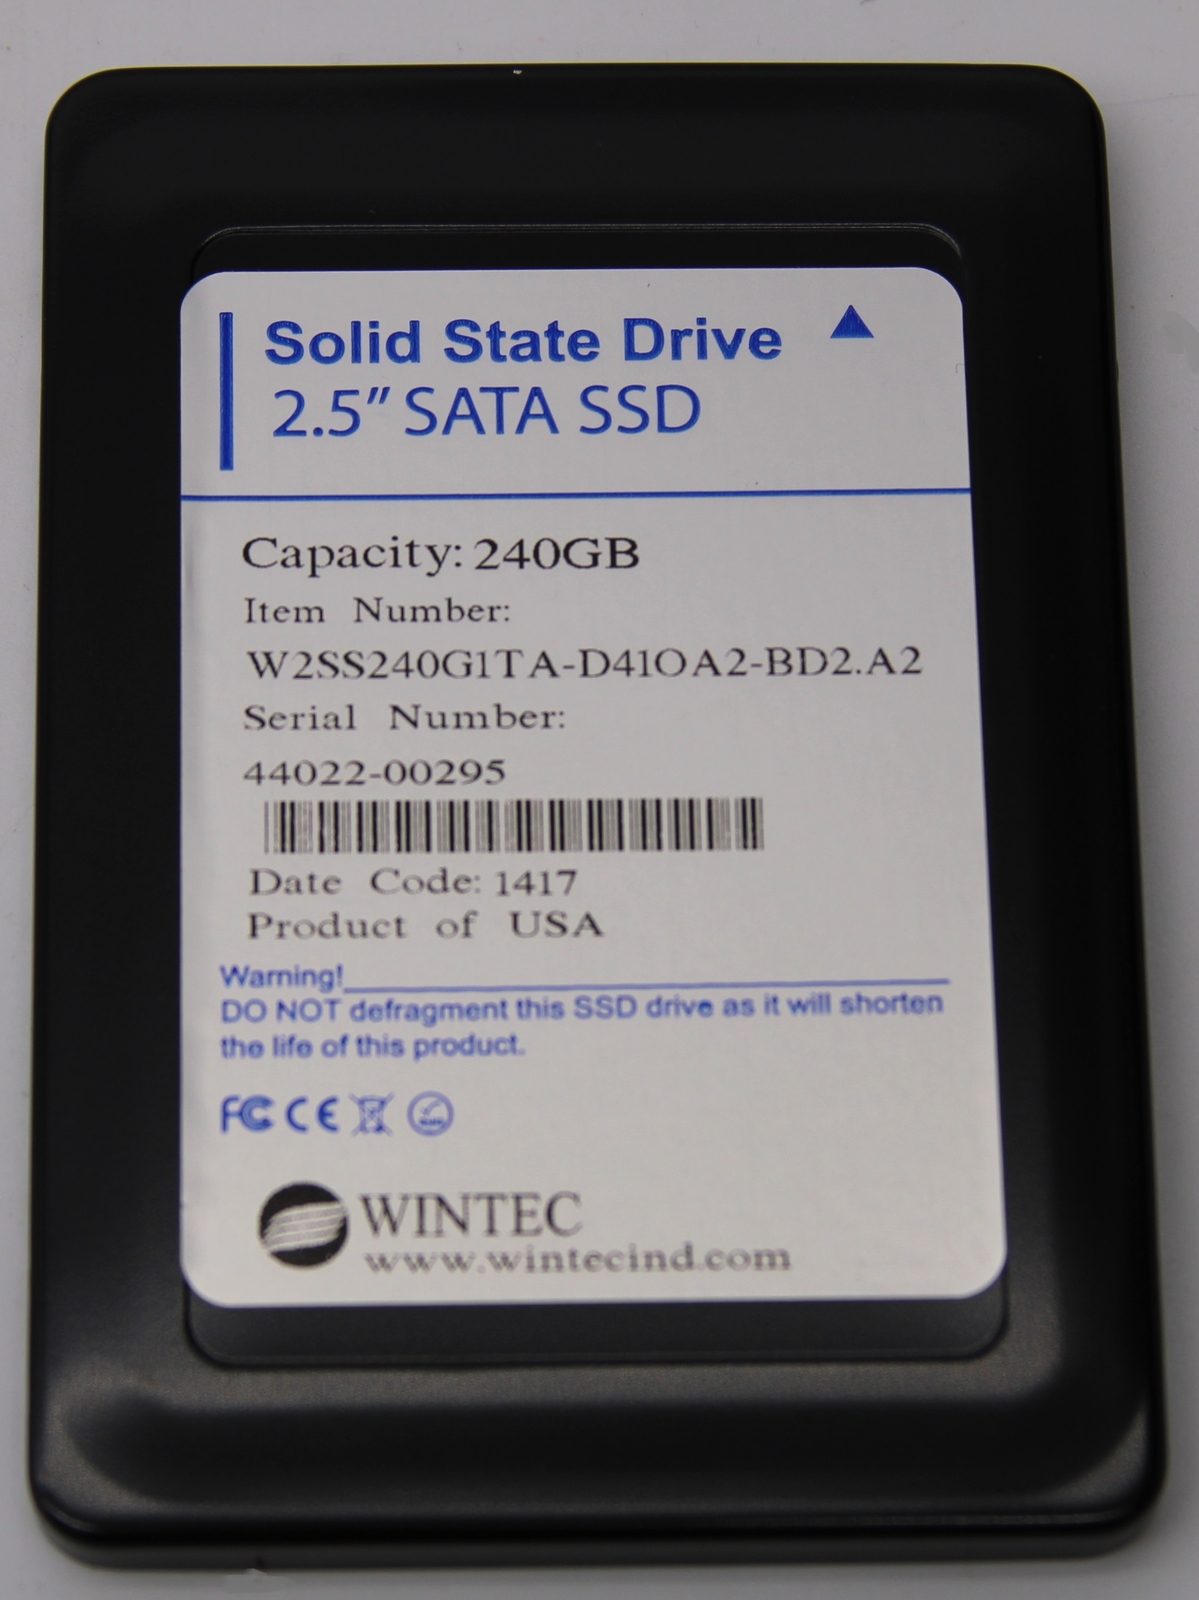 Solid State Drive
2.5" SATA SSD
Capacity: 240GB
Item Number:
W2SS240G1TA-D41OA2-BD2.A2
Serial Number:
44022-00295
Date Code: 1417
Product of USA
Warning!
DO NOT defragment this SSD drive as it will shorten
the life of this product.
FC CE
WINTEC
www.wintecind.com